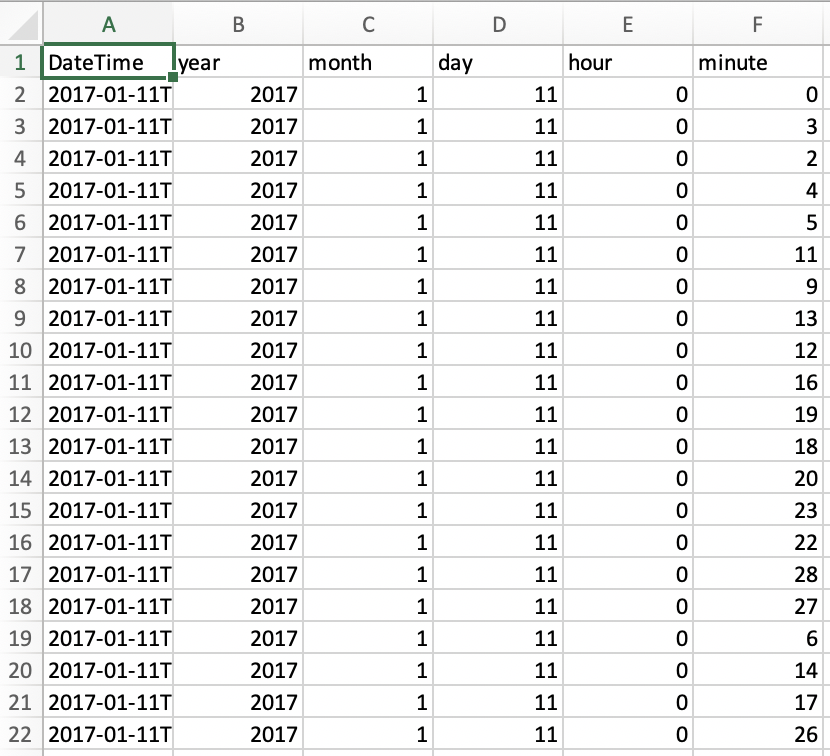 A B C D E F
1 DateTime year month day hour minute
2 2017-01-11T 2017 1 11 0 0
3 2017-01-11T 2017 1 11 0 3
4 2017-01-11T 2017 1 11 0 2
5 2017-01-11T 2017 1 11 0 4
6 2017-01-11T 2017 1 11 0 5
7 2017-01-11T 2017 1 11 0 11
8 2017-01-11T 2017 1 11 0 9
9 2017-01-11T 2017 1 11 0 13
10 2017-01-11T 2017 1 11 0 12
11 2017-01-11T 2017 1 11 0 16
12 2017-01-11T 2017 1 11 0 19
13 2017-01-11T 2017 1 11 0 18
14 2017-01-11T 2017 1 11 0 20
15 2017-01-11T 2017 1 11 0 23
16 2017-01-11T 2017 1 11 0 22
17 2017-01-11T 2017 1 11 0 28
18 2017-01-11T 2017 1 11 0 27
19 2017-01-11T 2017 1 11 0 6
20 2017-01-11T 2017 1 11 0 14
21 2017-01-11T 2017 1 11 0 17
22 2017-01-11T 2017 1 11 0 26